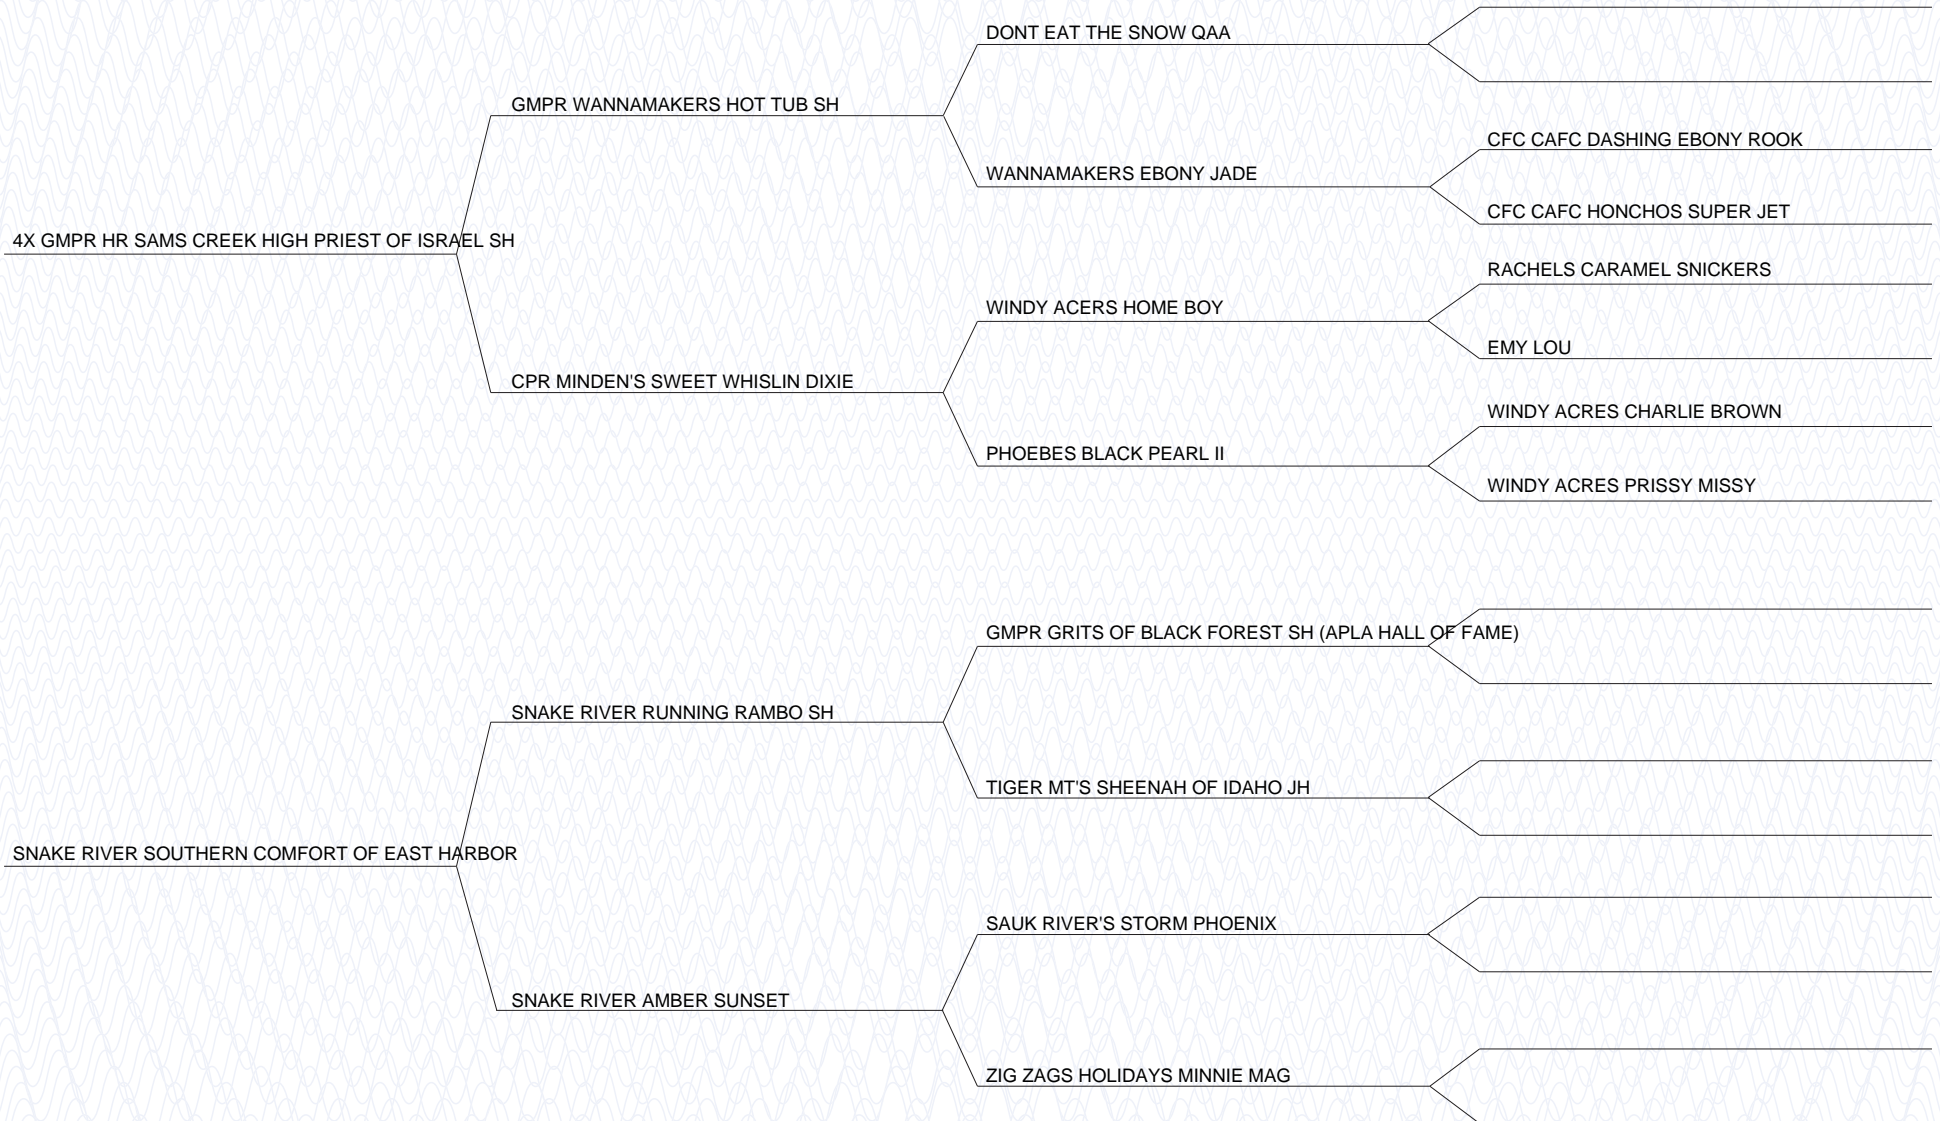 DONT EAT THE SNOW QAA
GMPR WANNAMAKERS HOT TUB SH
CFC CAFC DASHING EBONY ROOK
WANNAMAKERS EBONY JADE
CFC CAFC HONCHOS SUPER JET
4X GMPR HR SAMS CREEK HIGH PRIEST OF ISRAEL SH
RACHELS CARAMEL SNICKERS
WINDY ACERS HOME BOY
EMY LOU
CPR MINDEN'S SWEET WHISLIN DIXIE
WINDY ACRES CHARLIE BROWN
PHOEBES BLACK PEARL II
WINDY ACRES PRISSY MISSY
GMPR GRITS OF BLACK FOREST SH (APLA HALL OF FAME)
SNAKE RIVER RUNNING RAMBO SH
TIGER MT'S SHEENAH OF IDAHO JH
SNAKE RIVER SOUTHERN COMFORT OF EAST HARBOR
SAUK RIVER'S STORM PHOENIX
SNAKE RIVER AMBER SUNSET
ZIG ZAGS HOLIDAYS MINNIE MAG